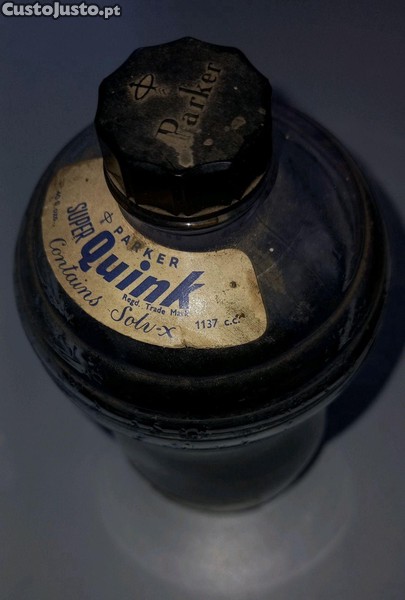 CustoJusto.pt
Parker
PARKER
SUPER
Quink
Regd. Trade Mark
Contains Solv-x
1137 c.c.